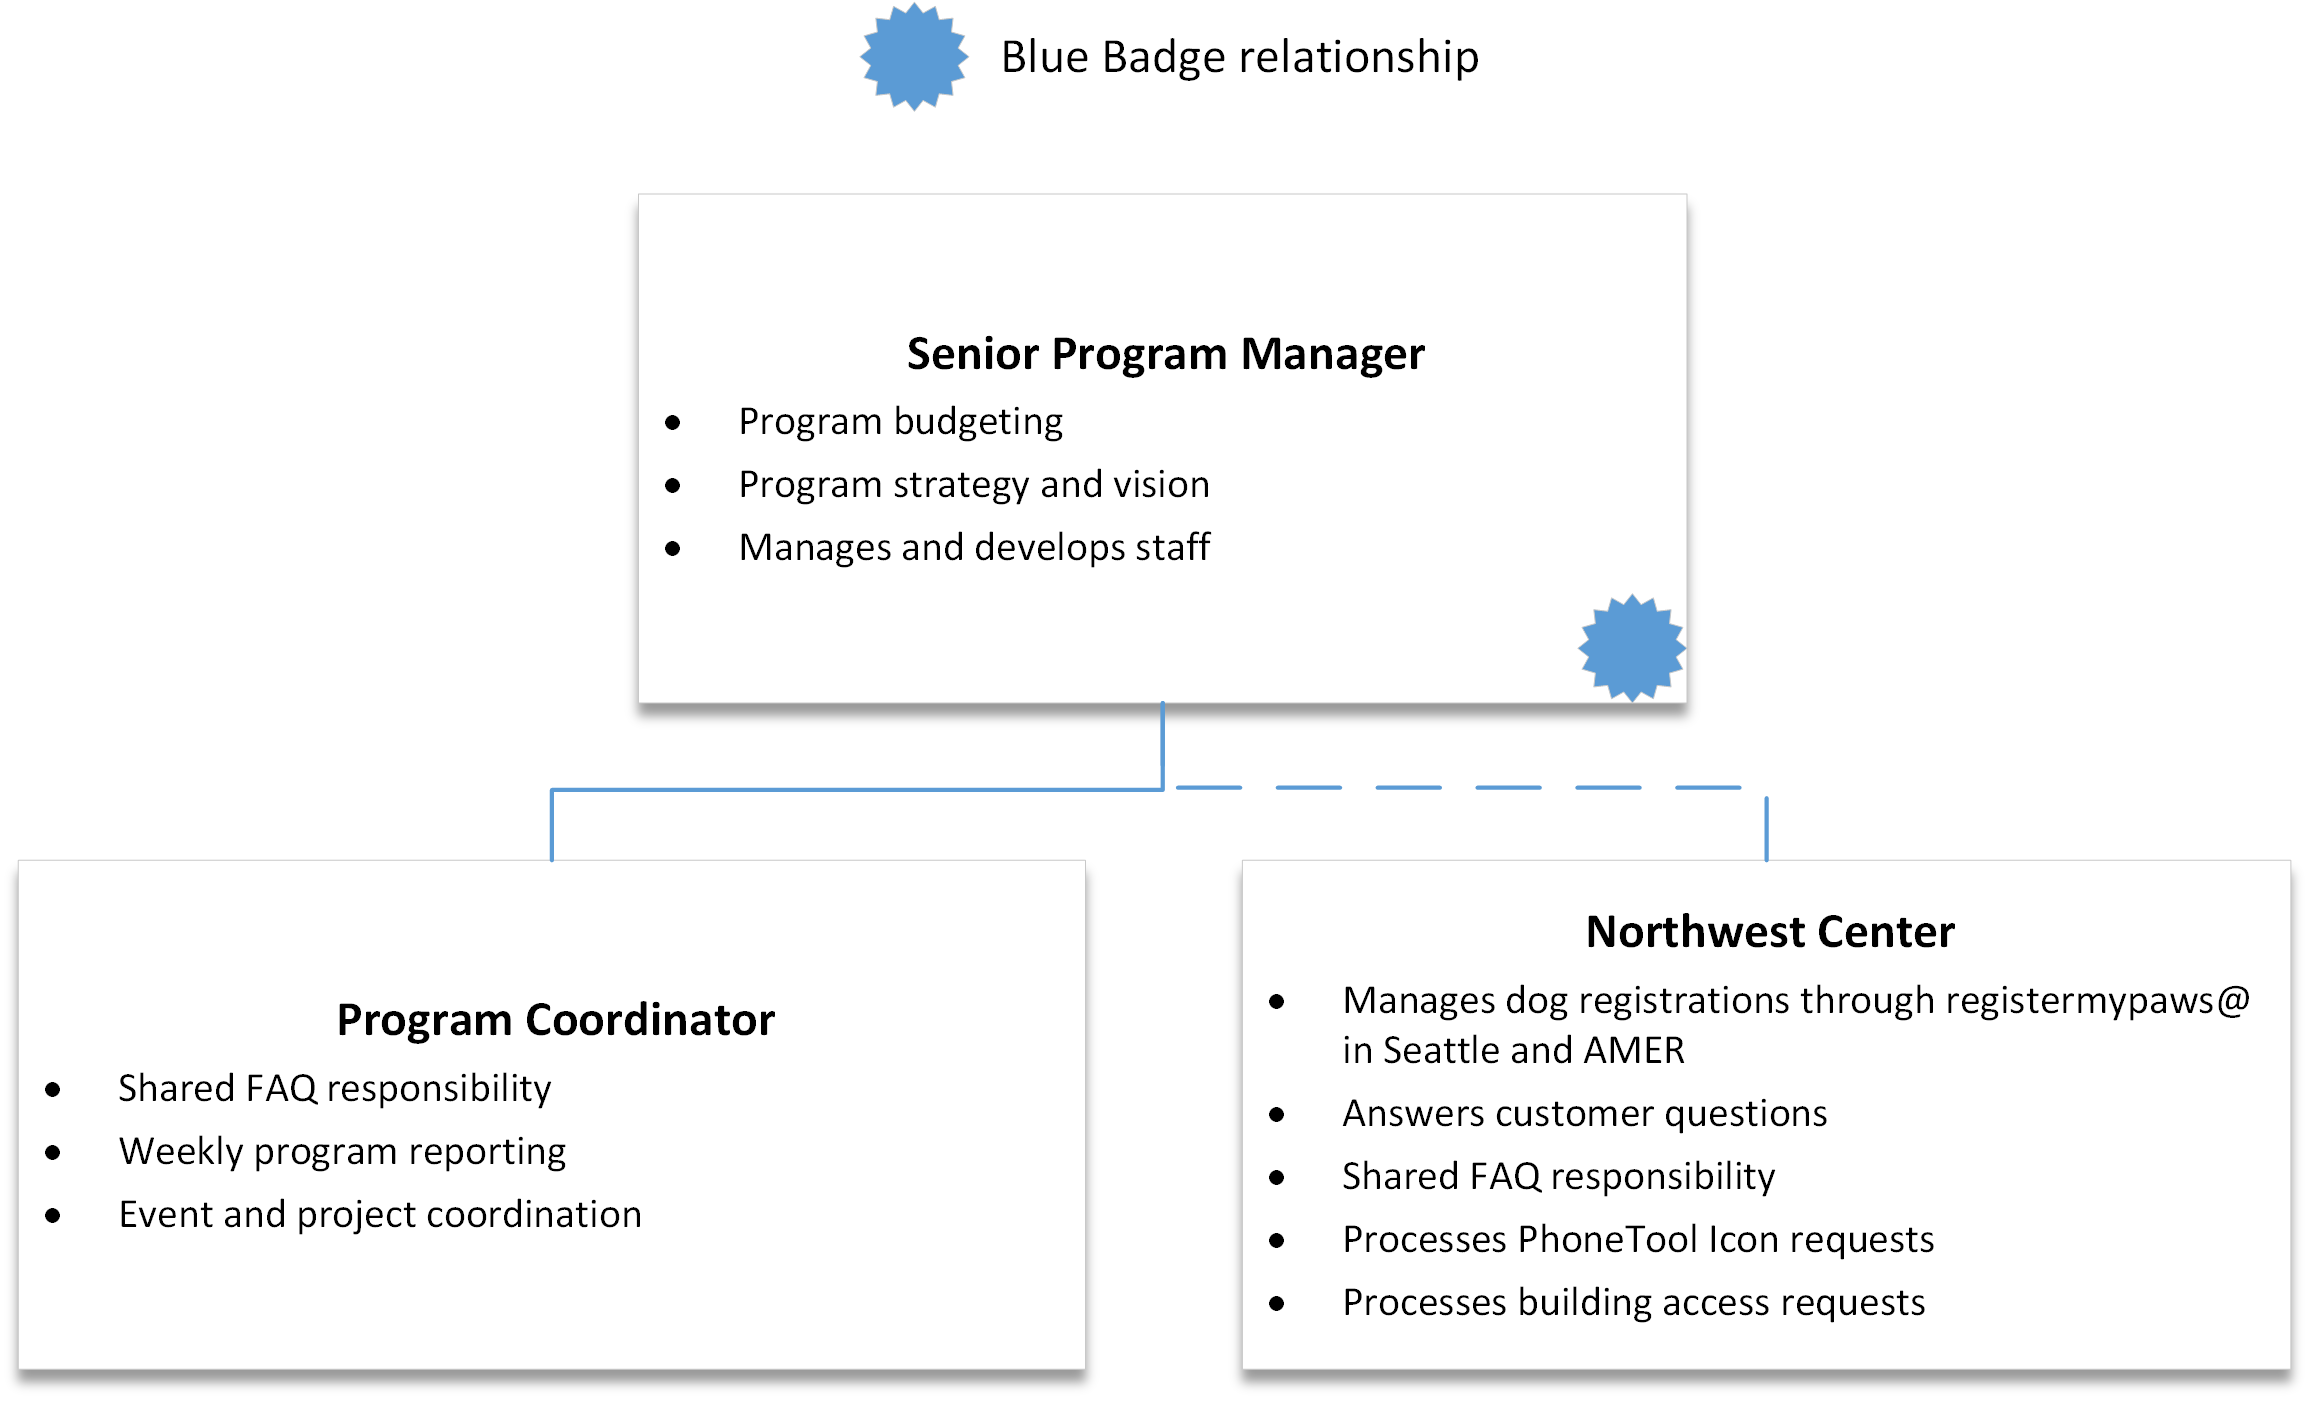 Blue Badge relationship
Senior Program Manager
● Program budgeting
● Program strategy and vision
● Manages and develops staff
Program Coordinator
● Shared FAQ responsibility
● Weekly program reporting
● Event and project coordination
Northwest Center
● Manages dog registrations through registermypaws@
in Seattle and AMER
● Answers customer questions
● Shared FAQ responsibility
● Processes PhoneTool Icon requests
● Processes building access requests